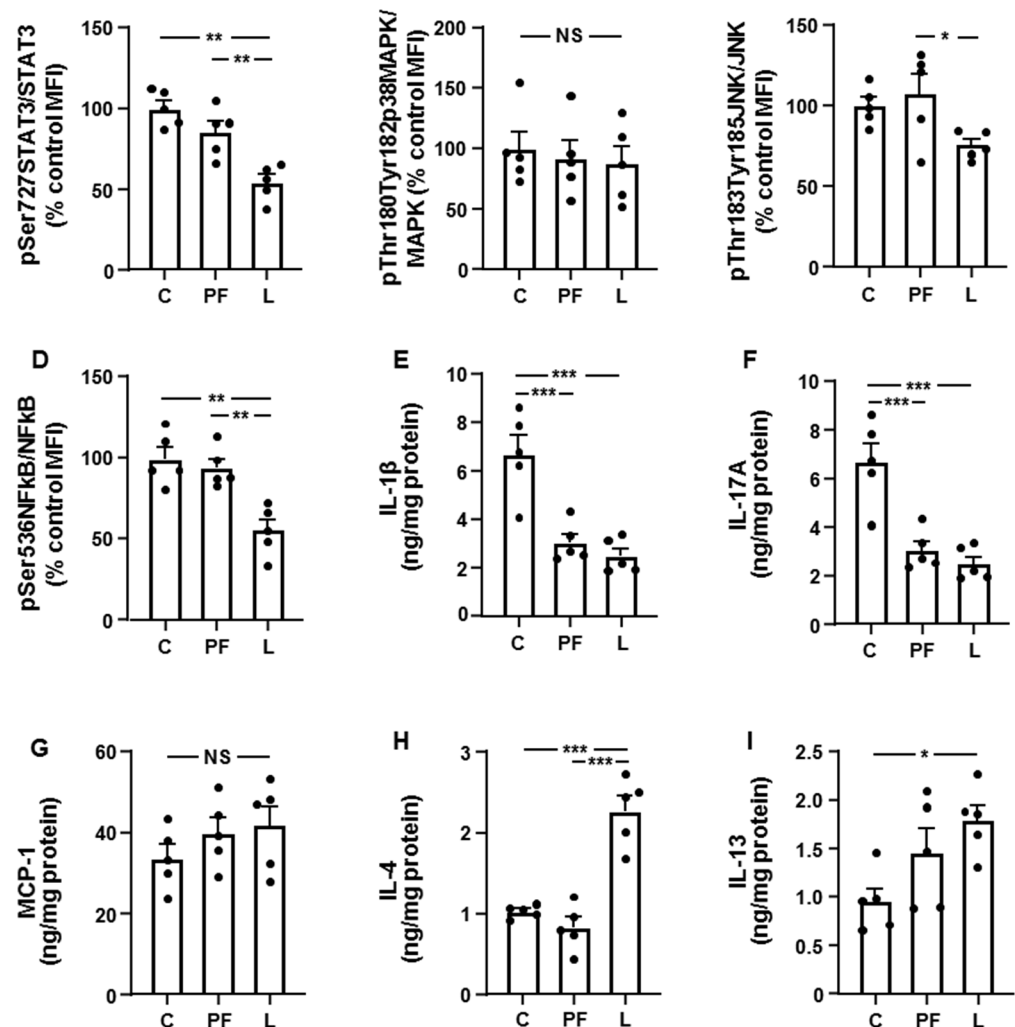 pSer727STAT3/STAT3
(% control MFI)
150
100
50
0
**
**
C PF L
pThr180Tyr182p38MAPK/
MAPK (% control MFI)
200
150
100
50
0
NS
C PF L
pThr183Tyr185JNK/JNK
(% control MFI)
150
100
50
0
*
C PF L
D
pSer536NFkB/NFkB
(% control MFI)
150
100
50
0
**
**
C PF L
E
IL-1β
(ng/mg protein)
10
8
6
4
2
0
***
***
C PF L
F
IL-17A
(ng/mg protein)
10
8
6
4
2
0
***
***
C PF L
G
MCP-1
(ng/mg protein)
60
40
20
0
NS
C PF L
H
IL-4
(ng/mg protein)
3
2
1
0
***
***
C PF L
I
IL-13
(ng/mg protein)
2.5
2.0
1.5
1.0
0.5
0.0
*
C PF L